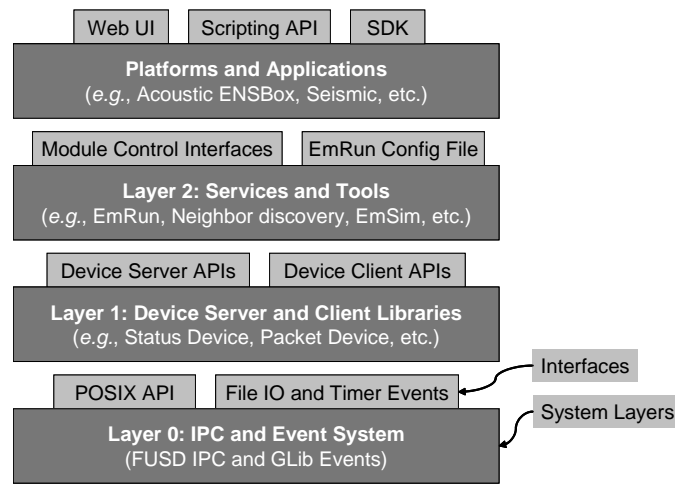 Web UI
Scripting API
SDK
Platforms and Applications
(e.g., Acoustic ENSBox, Seismic, etc.)
Module Control Interfaces
EmRun Config File
Layer 2: Services and Tools
(e.g., EmRun, Neighbor discovery, EmSim, etc.)
Device Server APIs
Device Client APIs
Layer 1: Device Server and Client Libraries
(e.g., Status Device, Packet Device, etc.)
Interfaces
POSIX API
File IO and Timer Events
System Layers
Layer 0: IPC and Event System
(FUSD IPC and GLib Events)